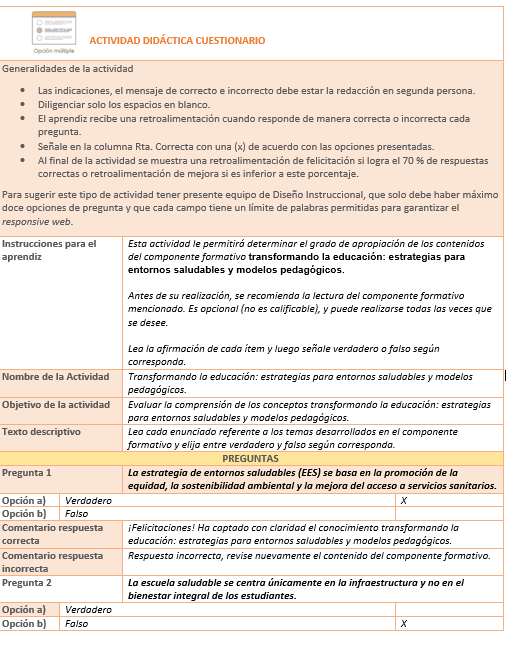 Opción múltiple
ACTIVIDAD DIDÁCTICA CUESTIONARIO
Generalidades de la actividad
• Las indicaciones, el mensaje de correcto e incorrecto debe estar la redacción en segunda persona.
• Diligenciar solo los espacios en blanco.
• El aprendiz recibe una retroalimentación cuando responde de manera correcta o incorrecta cada
pregunta.
• Señale en la columna Rta. Correcta con una (x) de acuerdo con las opciones presentadas.
• Al final de la actividad se muestra una retroalimentación de felicitación si logra el 70 % de respuestas
correctas o retroalimentación de mejora si es inferior a este porcentaje.
Para sugerir este tipo de actividad tener presente equipo de Diseño Instruccional, que solo debe haber máximo
doce opciones de pregunta y que cada campo tiene un límite de palabras permitidas para garantizar el
responsive web.
Instrucciones para el
aprendiz
Esta actividad le permitirá determinar el grado de apropiación de los contenidos
del componente formativo transformando la educación: estrategias para
entornos saludables y modelos pedagógicos.
Antes de su realización, se recomienda la lectura del componente formativo
mencionado. Es opcional (no es calificable), y puede realizarse todas las veces que
se desee.
Lea la afirmación de cada ítem y luego señale verdadero o falso según
corresponda.
Nombre de la Actividad
Transformando la educación: estrategias para entornos saludables y modelos
pedagógicos.
Objetivo de la actividad
Evaluar la comprensión de los conceptos transformando la educación: estrategias
para entornos saludables y modelos pedagógicos.
Texto descriptivo
Lea cada enunciado referente a los temas desarrollados en el componente
formativo y elija entre verdadero y falso según corresponda.
PREGUNTAS
Pregunta 1
La estrategia de entornos saludables (EES) se basa en la promoción de la
equidad, la sostenibilidad ambiental y la mejora del acceso a servicios sanitarios.
Opción a) Verdadero X
Opción b) Falso
Comentario respuesta
correcta
¡Felicitaciones! Ha captado con claridad el conocimiento transformando la
educación: estrategias para entornos saludables y modelos pedagógicos.
Comentario respuesta
incorrecta
Respuesta incorrecta, revise nuevamente el contenido del componente formativo.
Pregunta 2
La escuela saludable se centra únicamente en la infraestructura y no en el
bienestar integral de los estudiantes.
Opción a) Verdadero
Opción b) Falso X